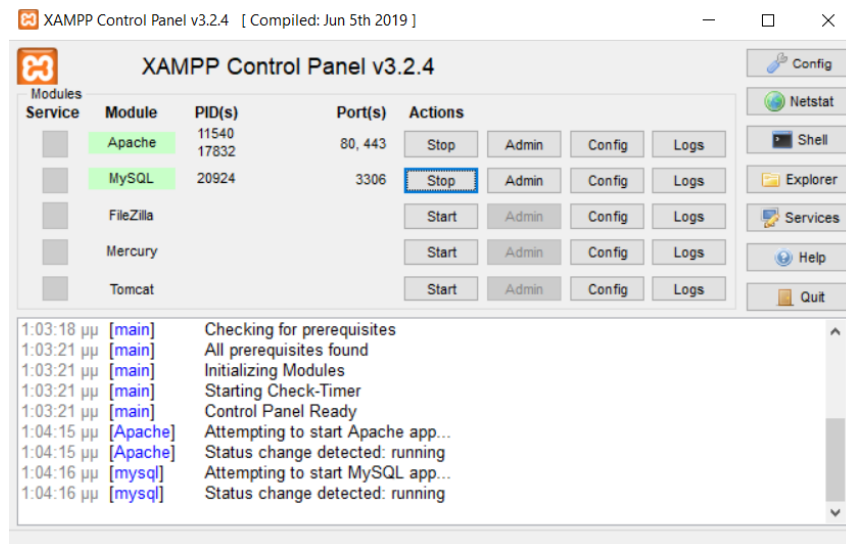 XAMPP Control Panel v3.2.4 [ Compiled: Jun 5th 2019 ]
XAMPP Control Panel v3.2.4
Config
Modules
Service Module PID(s) Port(s) Actions
Netstat
Apache 11540 17832 80, 443 Stop Admin Config Logs
Shell
MySQL 20924 3306 Stop Admin Config Logs
Explorer
FileZilla Start Admin Config Logs
Services
Mercury Start Admin Config Logs
Help
Tomcat Start Admin Config Logs
Quit
1:03:18 μμ [main] Checking for prerequisites
1:03:21 μμ [main] All prerequisites found
1:03:21 μμ [main] Initializing Modules
1:03:21 μμ [main] Starting Check-Timer
1:03:21 μμ [main] Control Panel Ready
1:04:15 μμ [Apache] Attempting to start Apache app...
1:04:15 μμ [Apache] Status change detected: running
1:04:16 μμ [mysql] Attempting to start MySQL app...
1:04:16 μμ [mysql] Status change detected: running